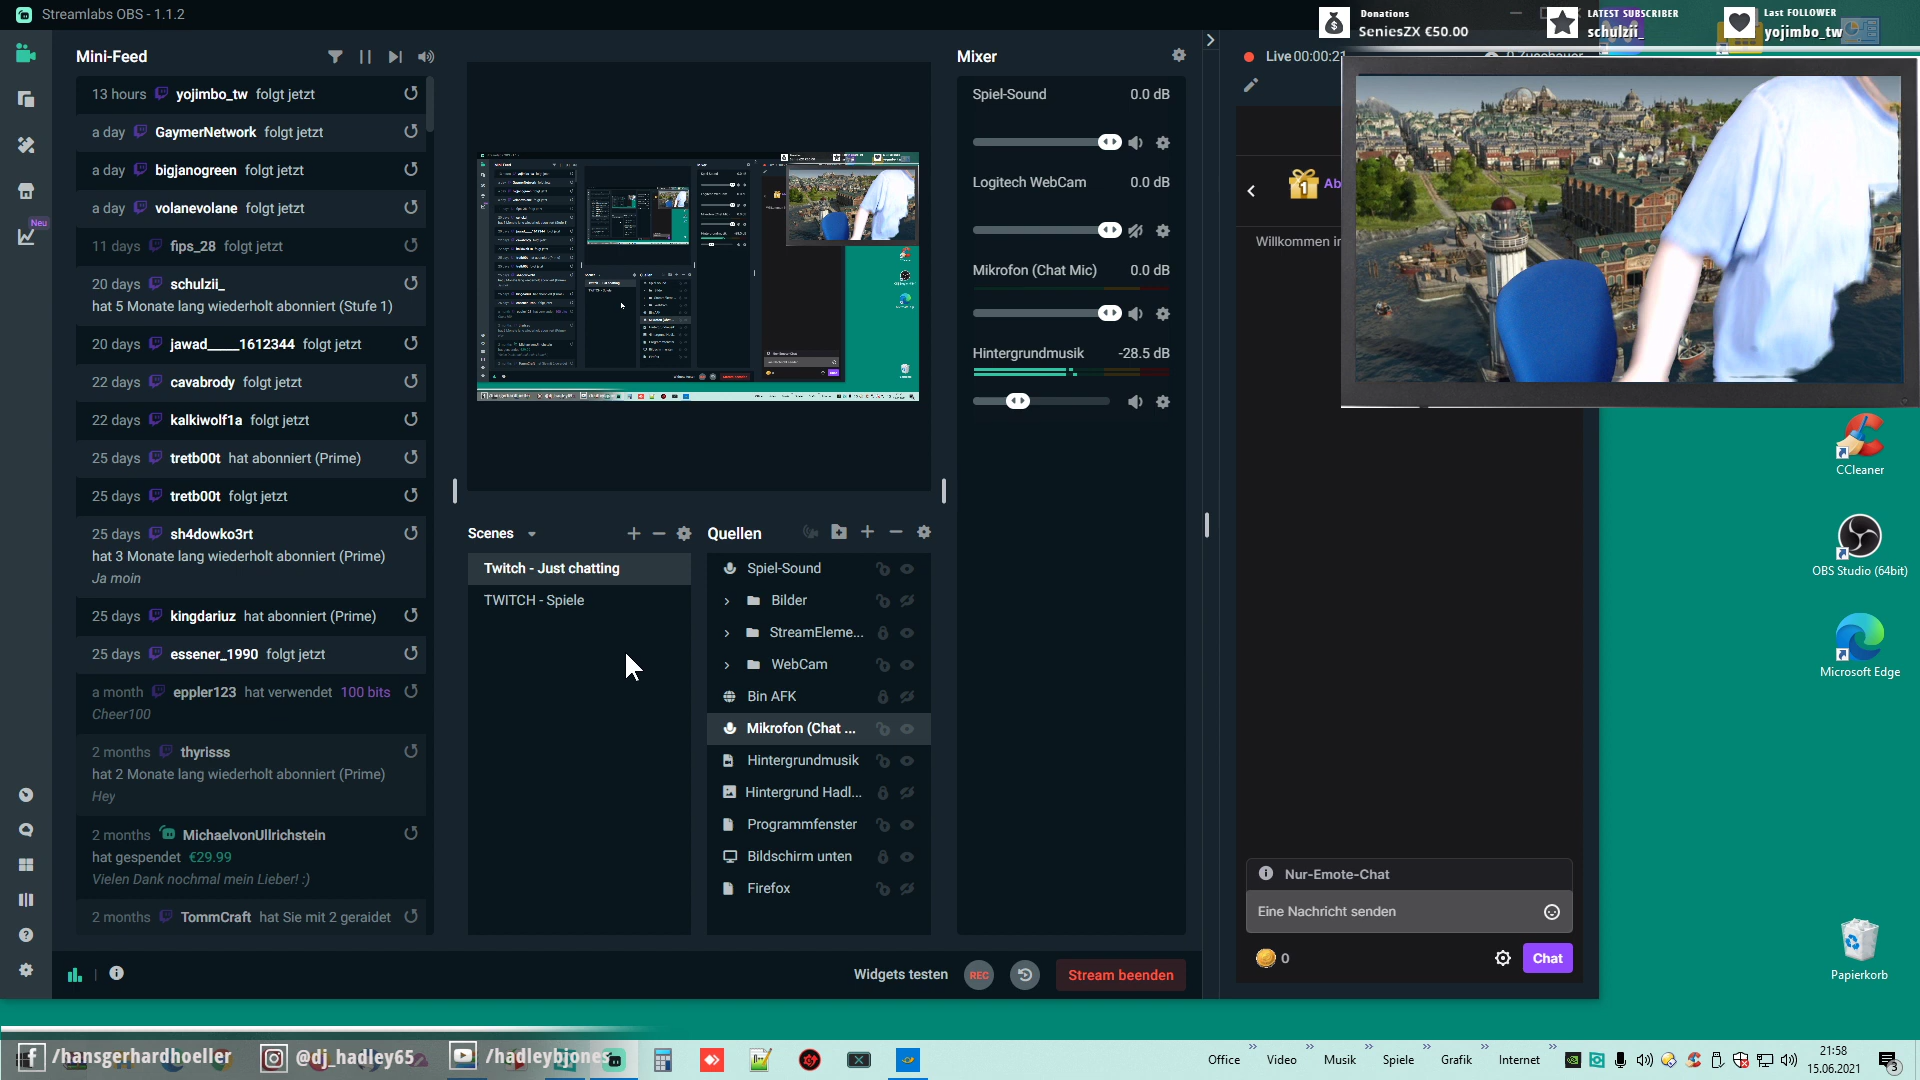 Streamlabs OBS - 1.1.2
Donations
SeniesZX €50.00
LATEST SUBSCRIBER
schulzii_
Last FOLLOWER
yojimbo_tw
Neu
Mini-Feed
13 hours yojimbo_tw folgt jetzt
a day GaymerNetwork folgt jetzt
a day bigjanogreen folgt jetzt
a day volanevolane folgt jetzt
11 days fips_28 folgt jetzt
20 days schulzii_
hat 5 Monate lang wiederholt abonniert (Stufe 1)
20 days jawad_____1612344 folgt jetzt
22 days cavabrody folgt jetzt
22 days kalkiwolf1a folgt jetzt
25 days tretb00t hat abonniert (Prime)
25 days tretb00t folgt jetzt
25 days sh4dowko3rt
hat 3 Monate lang wiederholt abonniert (Prime)
Ja moin
25 days kingdariuz hat abonniert (Prime)
25 days essener_1990 folgt jetzt
a month eppler123 hat verwendet 100 bits
Cheer100
2 months thyrisss
hat 2 Monate lang wiederholt abonniert (Prime)
Hey
2 months MichaelvonUllrichstein
hat gespendet €29.99
Vielen Dank nochmal mein Lieber! :)
2 months TommCraft hat Sie mit 2 geraidet
Scenes
Twitch - Just chatting
TWITCH - Spiele
Quellen
Spiel-Sound
Bilder
StreamEleme...
WebCam
Bin AFK
Mikrofon (Chat ...
Hintergrundmusik
Hintergrund Hadl...
Programmfenster
Bildschirm unten
Firefox
Mixer
Spiel-Sound 0.0 dB
Logitech WebCam 0.0 dB
Mikrofon (Chat Mic) 0.0 dB
Hintergrundmusik -28.5 dB
Widgets testen REC Stream beenden
Live 00:00:21
1 Ab
Willkommen in
Nur-Emote-Chat
Eine Nachricht senden
0
Chat
CCleaner
OBS Studio (64bit)
Microsoft Edge
Papierkorb
/hansgerhardhoeller @dj_hadley65 /hadleybjones
Office Video Musik Spiele Grafik Internet
21:58
15.06.2021
3